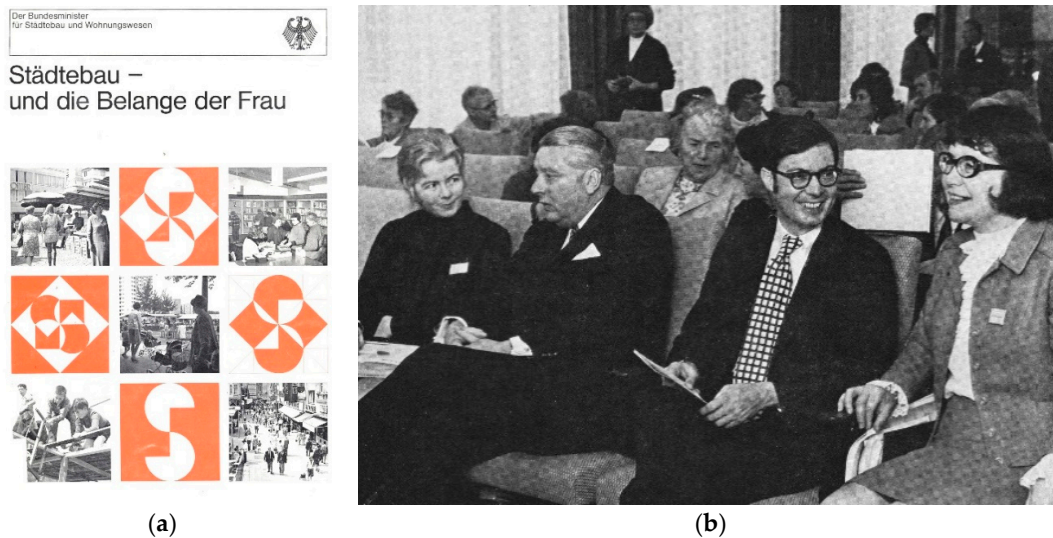 Der Bundesminister
für Städtebau und Wohnungswesen
Städtebau –
und die Belange der Frau
(a)
(b)